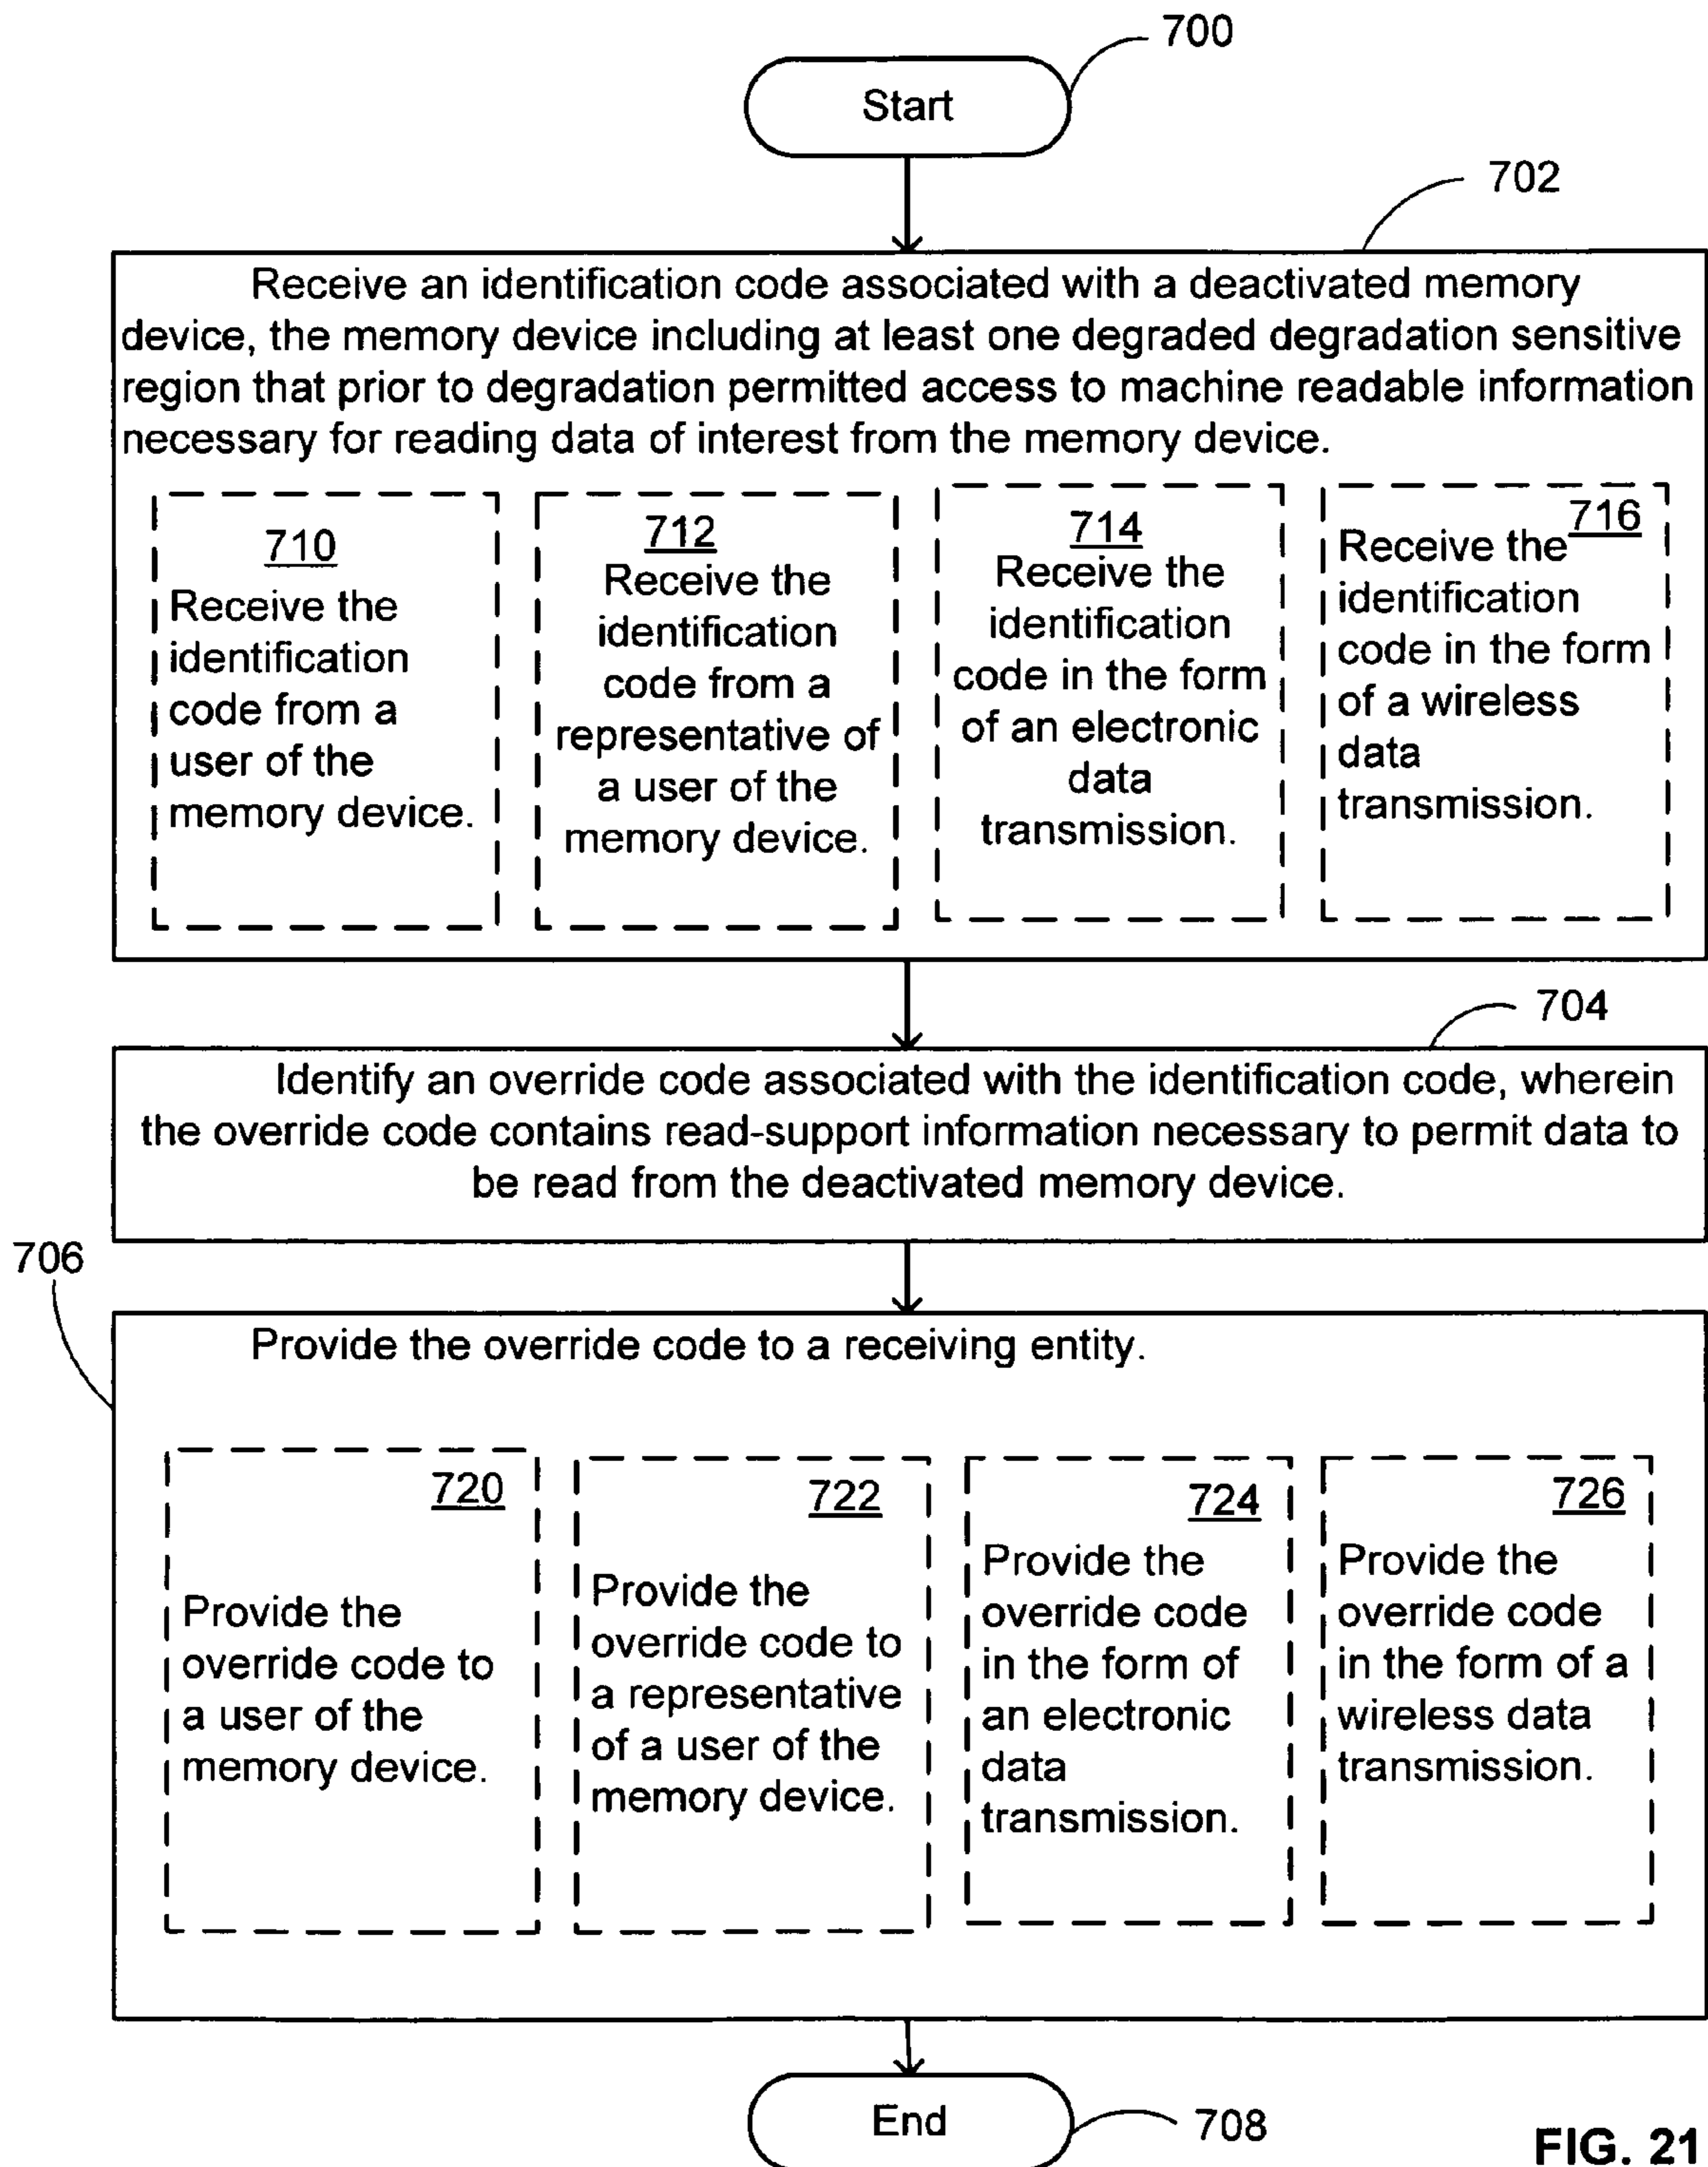 700
Start
702
Receive an identification code associated with a deactivated memory
device, the memory device including at least one degraded degradation sensitive
region that prior to degradation permitted access to machine readable information
necessary for reading data of interest from the memory device.
710
Receive the
identification
code from a
user of the
memory device.
712
Receive the
identification
code from a
representative of
a user of the
memory device.
714
Receive the
identification
code in the form
of an electronic
data
transmission.
716
Receive the
identification
code in the form
of a wireless
data
transmission.
704
Identify an override code associated with the identification code, wherein
the override code contains read-support information necessary to permit data to
be read from the deactivated memory device.
706
Provide the override code to a receiving entity.
720
Provide the
override code to
a user of the
memory device.
722
Provide the
override code to
a representative
of a user of the
memory device.
724
Provide the
override code
in the form of
an electronic
data
transmission.
726
Provide the
override code
in the form of a
wireless data
transmission.
End
708
FIG. 21